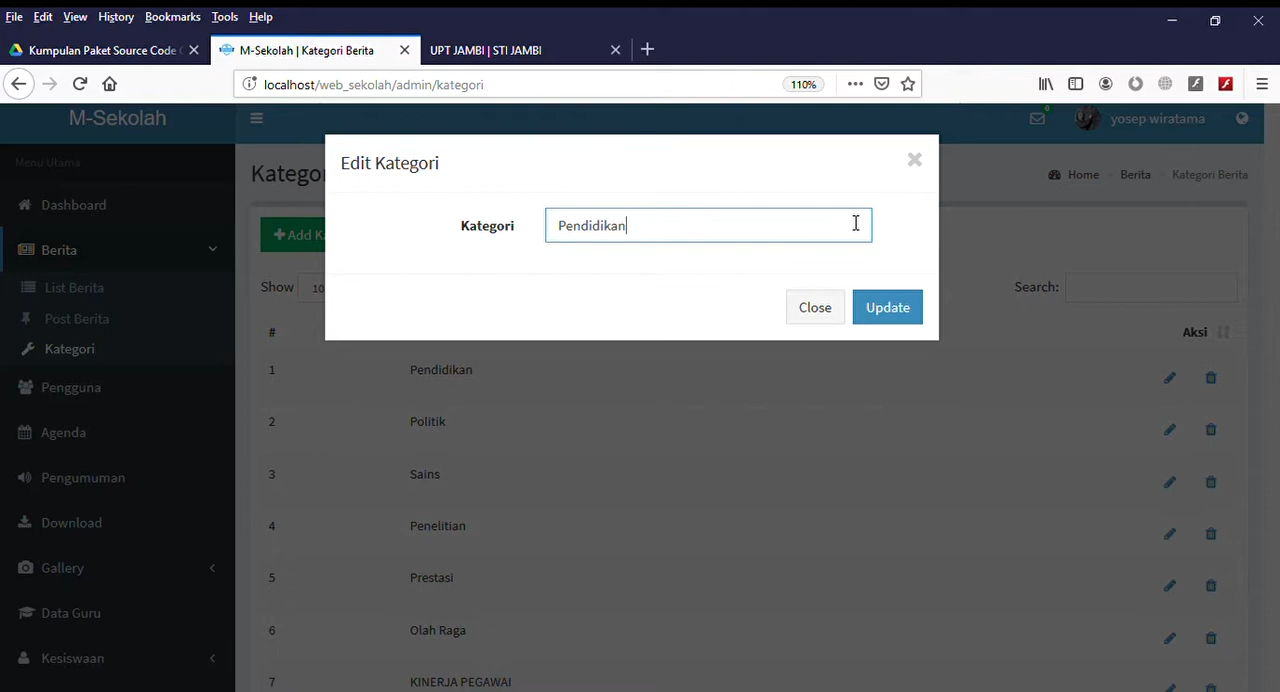 File Edit View History Bookmarks Tools Help
Kumpulan Paket Source Code
M-Sekolah | Kategori Berita
UPT JAMBI | STI JAMBI
localhost/web_sekolah/admin/kategori
110%
M-Sekolah
yosep wiratama
Menu Utama
Dashboard
Berita
List Berita
Post Berita
Kategori
Pengguna
Agenda
Pengumuman
Download
Gallery
Data Guru
Kesiswaan
Home Berita Kategori Berita
Edit Kategori
Kategori Pendidikan
Close Update
Show 10
Search:
# Aksi
1 Pendidikan
2 Politik
3 Sains
4 Penelitian
5 Prestasi
6 Olah Raga
7 KINERJA PEGAWAI